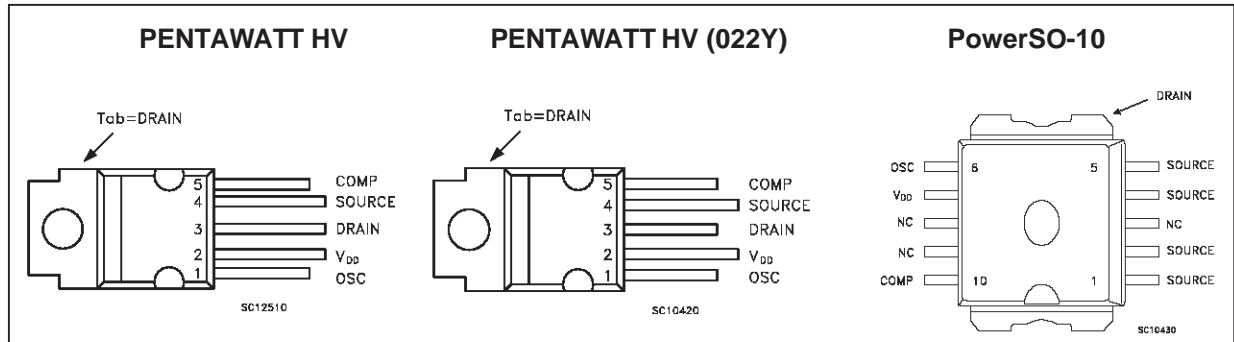 PENTAWATT HV
Tab=DRAIN
5 COMP
4 SOURCE
3 DRAIN
2 VDD
1 OSC
SC12510
PENTAWATT HV (022Y)
Tab=DRAIN
5 COMP
4 SOURCE
3 DRAIN
2 VDD
1 OSC
SC10420
PowerSO-10
DRAIN
OSC 6 5 SOURCE
VDD SOURCE
NC NC
NC SOURCE
COMP 10 1 SOURCE
SC10430